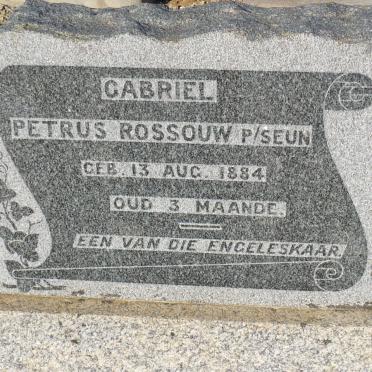 GABRIEL
PETRUS ROSSOUW P/SEUN
GEB. 13 AUG. 1884
OUD 3 MAANDE.
EEN VAN DIE ENGELESKAAR.